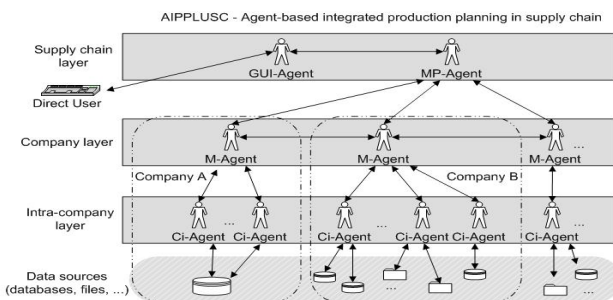 AIPPLUSC - Agent-based integrated production planning in supply chain
Supply chain
layer
GUI-Agent
MP-Agent
Direct User
Company layer
M-Agent
M-Agent
M-Agent
...
Company A
Company B
Intra-company
layer
...
...
...
Ci-Agent
Ci-Agent
Ci-Agent
Ci-Agent
Ci-Agent
Ci-Agent
Data sources
(databases, files, ...)
...
...